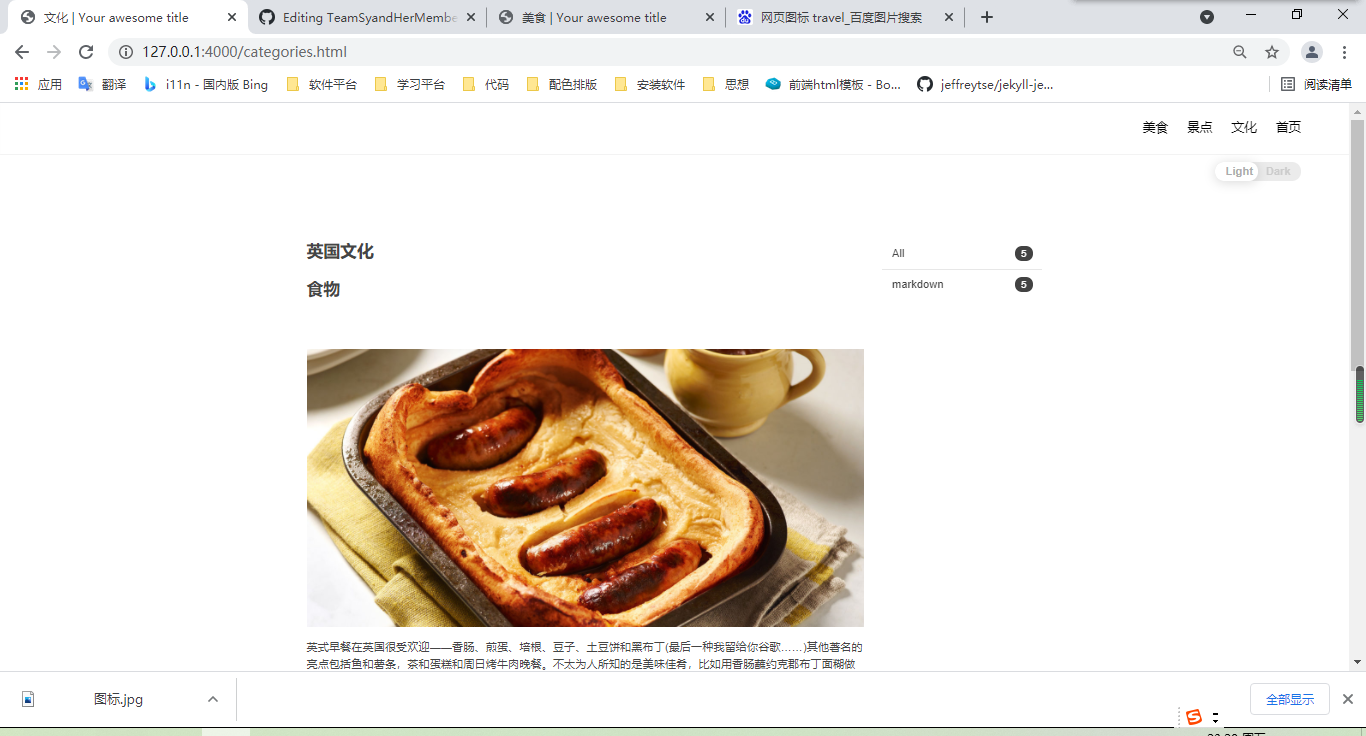 文化 | Your awesome title
Editing TeamSyandHerMembe
美食 | Your awesome title
网页图标 travel_百度图片搜索
127.0.0.1:4000/categories.html
应用 翻译 i11n - 国内版 Bing 软件平台 学习平台 代码 配色排版 安装软件 思想 前端html模板 - Bo... jeffreytse/jekyll-je... 阅读清单
美食 景点 文化 首页
Light Dark
英国文化
食物
All 5
markdown 5
英式早餐在英国很受欢迎——香肠、煎蛋、培根、豆子、土豆饼和黑布丁(最后一种我留给你谷歌……)其他著名的
亮点包括鱼和薯条，茶和蛋糕和周日烤牛肉晚餐。不太为人所知的是美味佳肴，比如用香肠蘸约克郡布丁面糊做
图标.jpg
全部显示